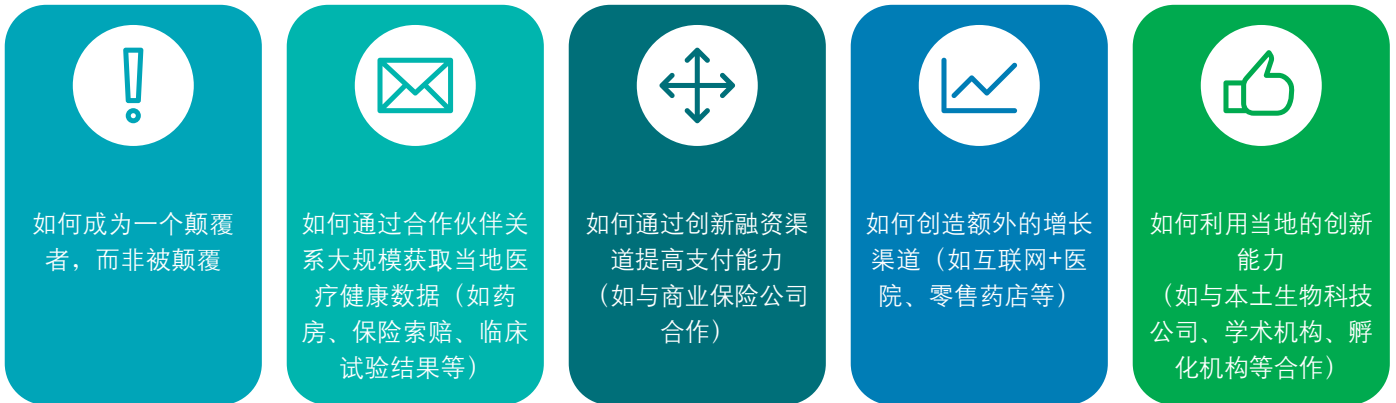 如何成为一个颠覆
者，而非被颠覆
如何通过合作伙伴关
系大规模获取当地医
疗健康数据（如药
房、保险索赔、临床
试验结果等）
如何通过创新融资渠
道提高支付能力
（如与商业保险公司
合作）
如何创造额外的增长
渠道（如互联网+医
院、零售药店等）
如何利用当地的创新
能力
（如与本土生物科技
公司、学术机构、孵
化机构等合作）